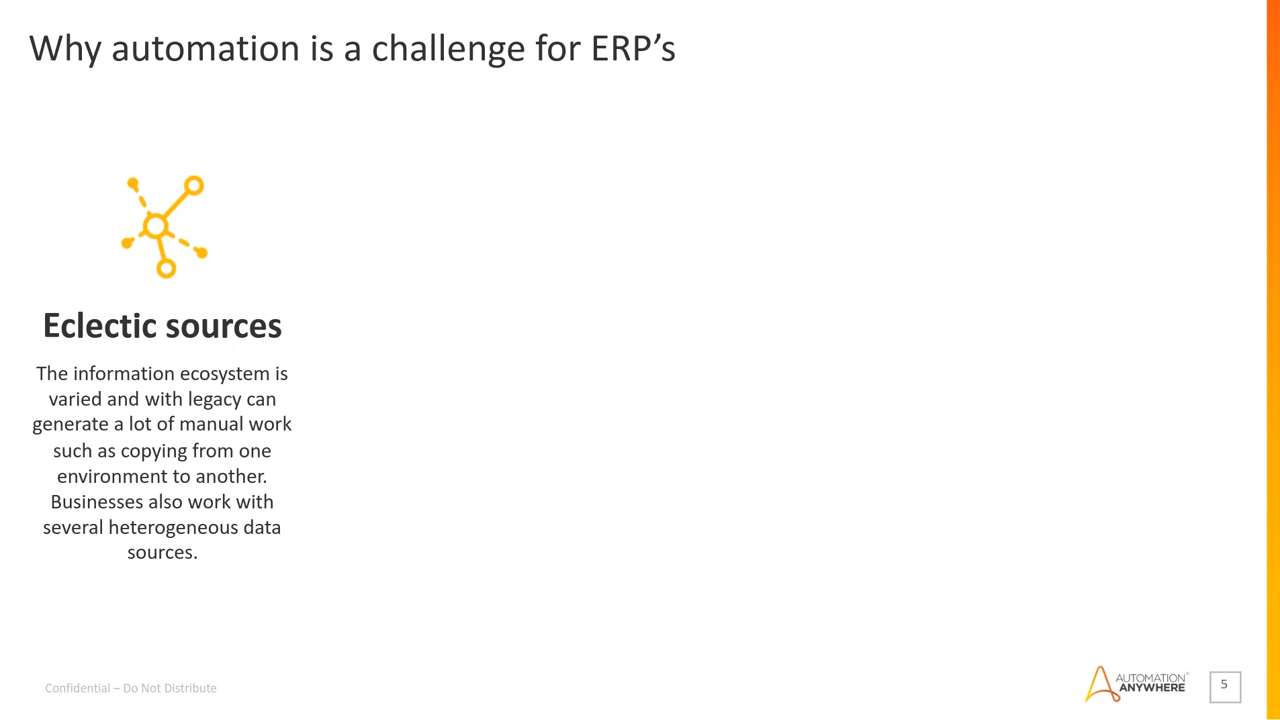 Why automation is a challenge for ERP’s
Eclectic sources
The information ecosystem is
varied and with legacy can
generate a lot of manual work
such as copying from one
environment to another.
Businesses also work with
several heterogeneous data
sources.
Confidential – Do Not Distribute
AUTOMATION
ANYWHERE
5